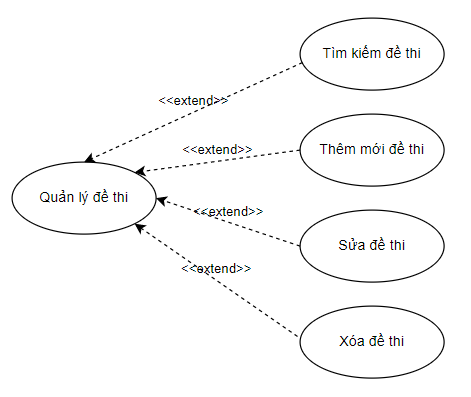 Tìm kiếm đề thi
<<extend>>
Thêm mới đề thi
<<extend>>
Quản lý đề thi
<<extend>>
Sửa đề thi
<<extend>>
Xóa đề thi